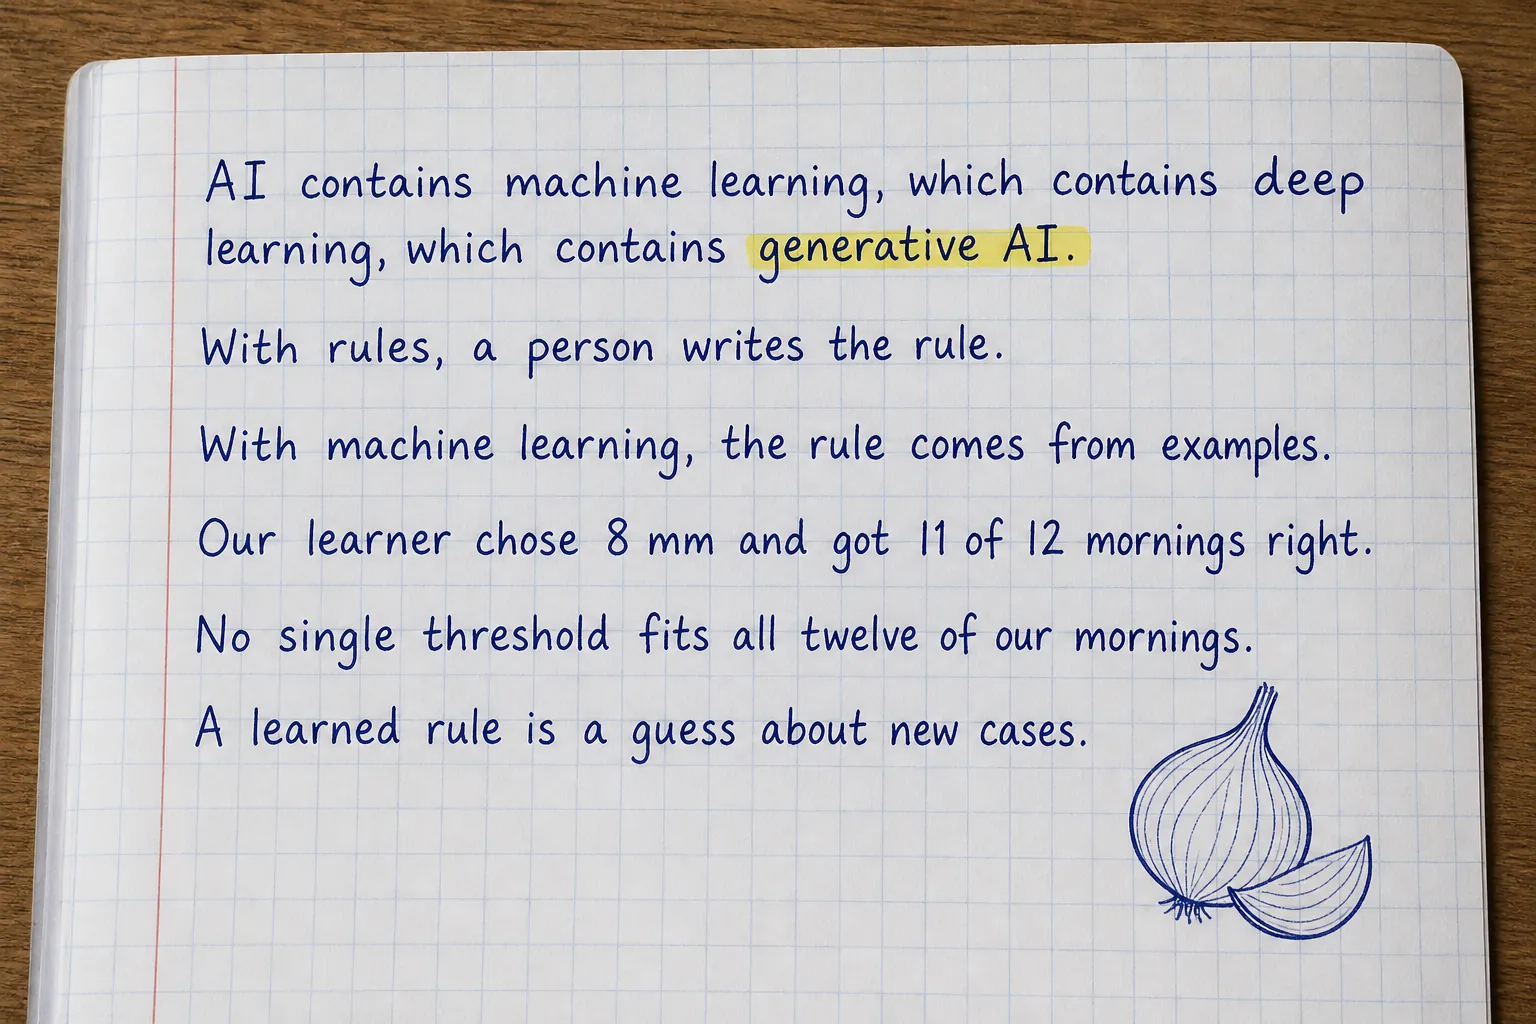 AI contains machine learning, which contains deep
learning, which contains generative AI.
With rules, a person writes the rule.
With machine learning, the rule comes from examples.
Our learner chose 8 mm and got 11 of 12 mornings right.
No single threshold fits all twelve of our mornings.
A learned rule is a guess about new cases.